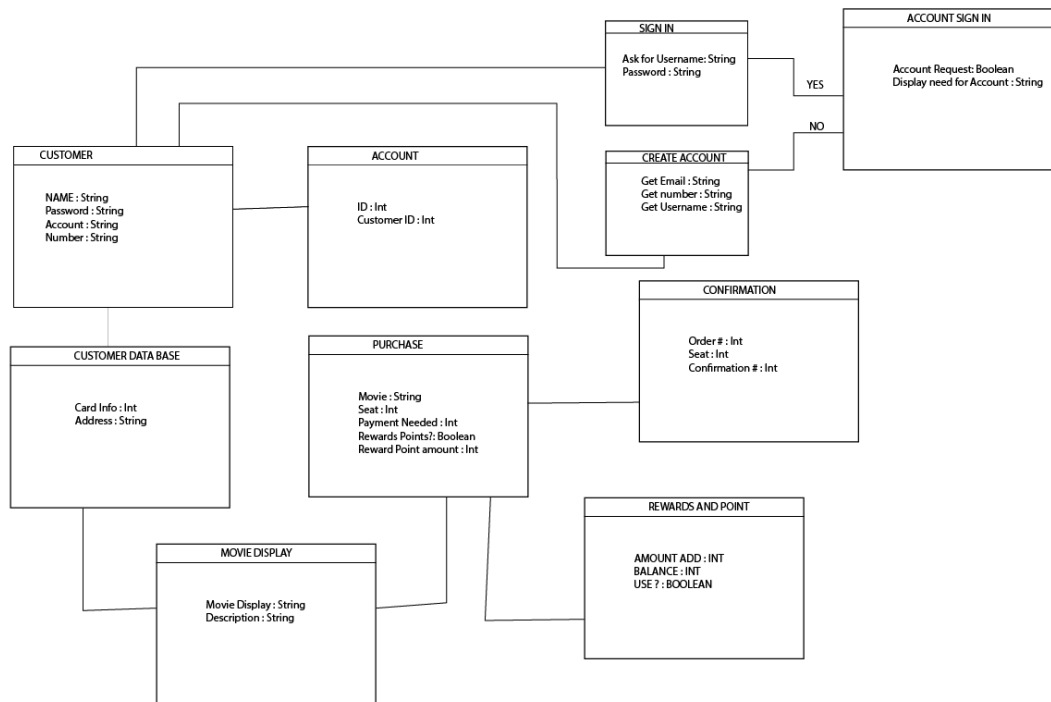 SIGN IN
Ask for Username: String
Password : String
ACCOUNT SIGN IN
Account Request: Boolean
Display need for Account : String
YES
NO
CUSTOMER
NAME : String
Password : String
Account : String
Number : String
ACCOUNT
ID : Int
Customer ID : Int
CREATE ACCOUNT
Get Email : String
Get number : String
Get Username : String
CONFIRMATION
Order # : Int
Seat : Int
Confirmation # : Int
CUSTOMER DATA BASE
Card Info : Int
Address : String
PURCHASE
Movie : String
Seat : Int
Payment Needed : Int
Rewards Points?: Boolean
Reward Point amount : Int
REWARDS AND POINT
AMOUNT ADD : INT
BALANCE : INT
USE ? : BOOLEAN
MOVIE DISPLAY
Movie Display : String
Description : String